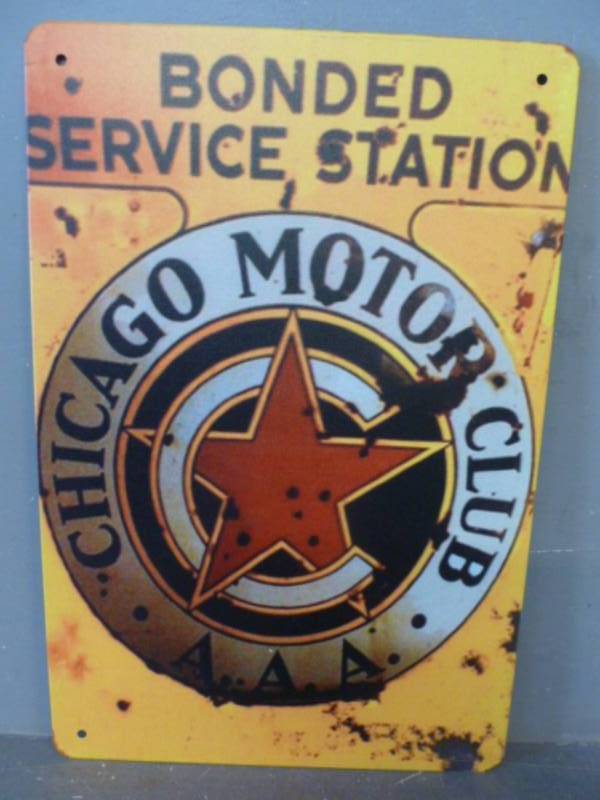 BONDED
SERVICE STATION
CHICAGO MOTOR CLUB
A.A.A.